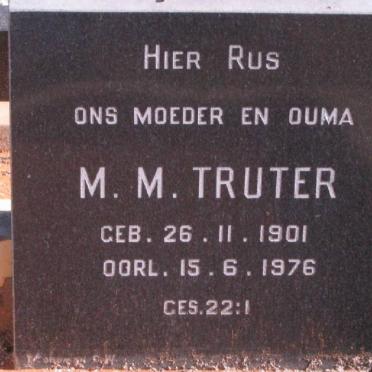 HIER RUS
ONS MOEDER EN OUMA
M. M. TRUTER
GEB. 26.11.1901
OORL. 15.6.1976
GES.22:1